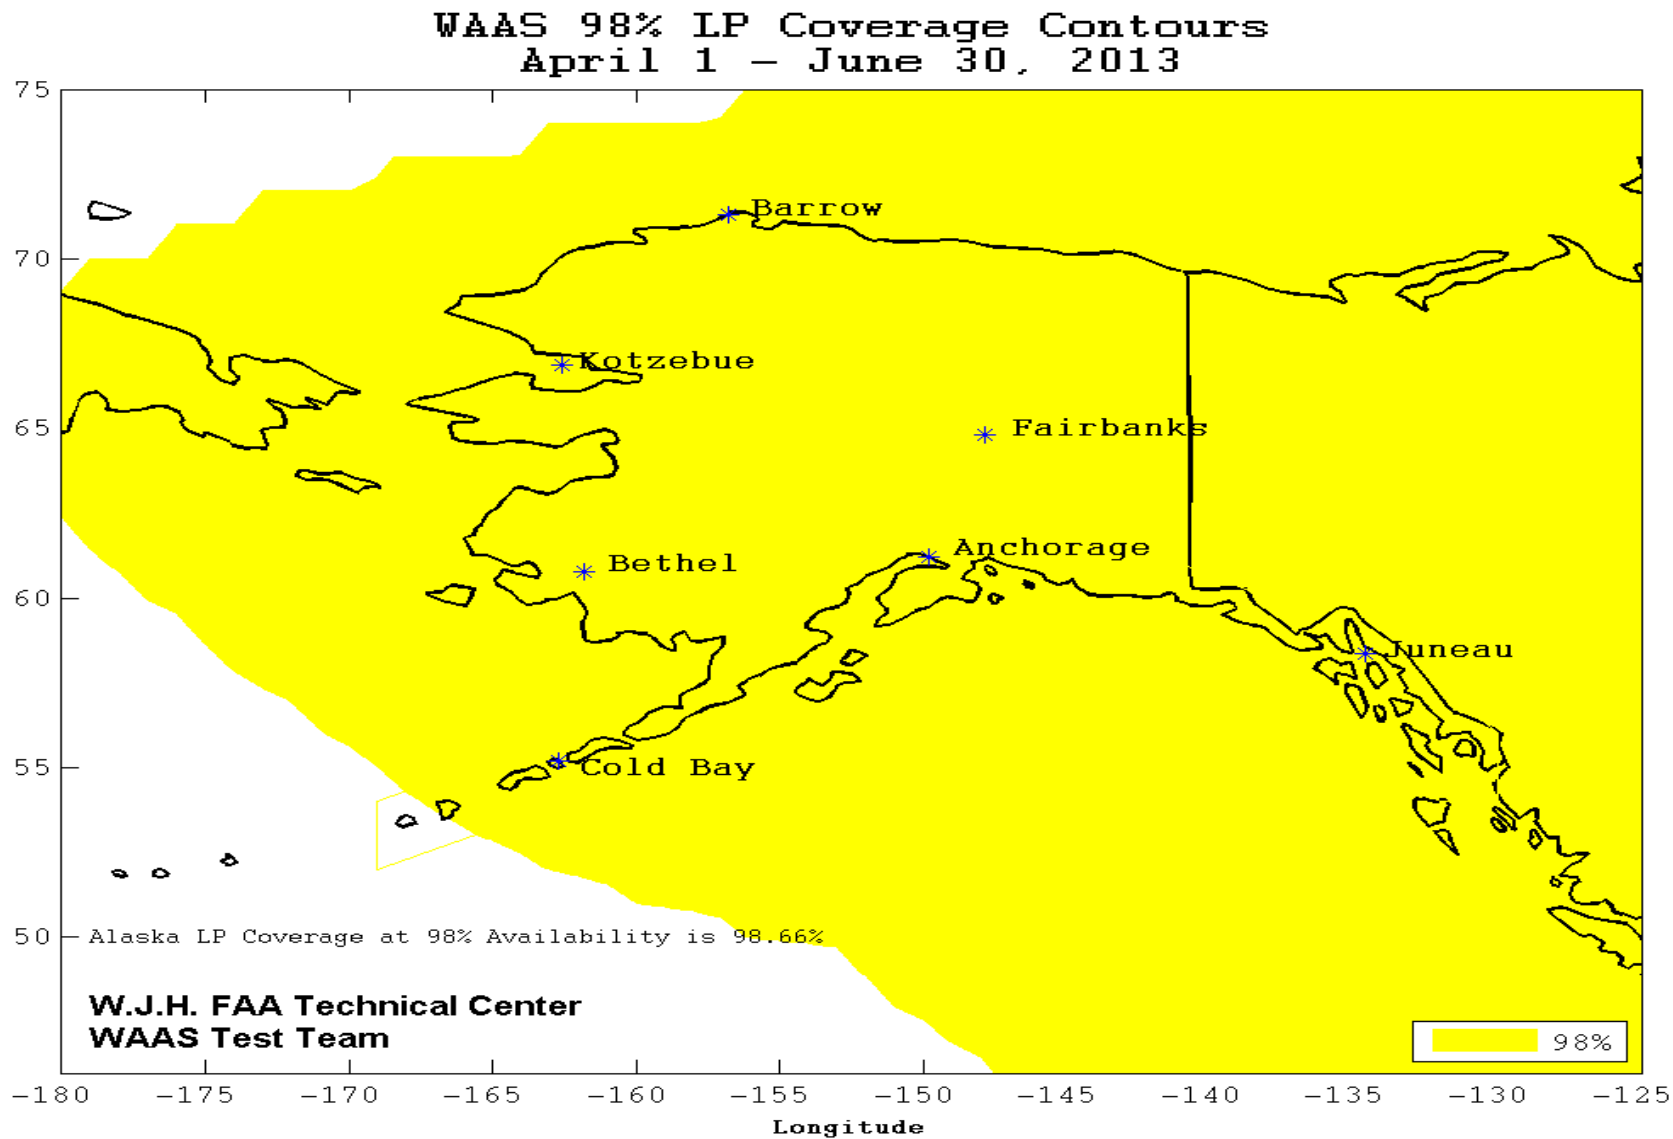 WAAS 98% LP Coverage Contours
April 1 – June 30, 2013
75
70
65
60
55
50
Barrow
Kotzebue
Fairbanks
Anchorage
Bethel
Juneau
Cold Bay
Alaska LP Coverage at 98% Availability is 98.66%
W.J.H. FAA Technical Center
WAAS Test Team
98%
−180 −175 −170 −165 −160 −155 −150 −145 −140 −135 −130 −125
Longitude